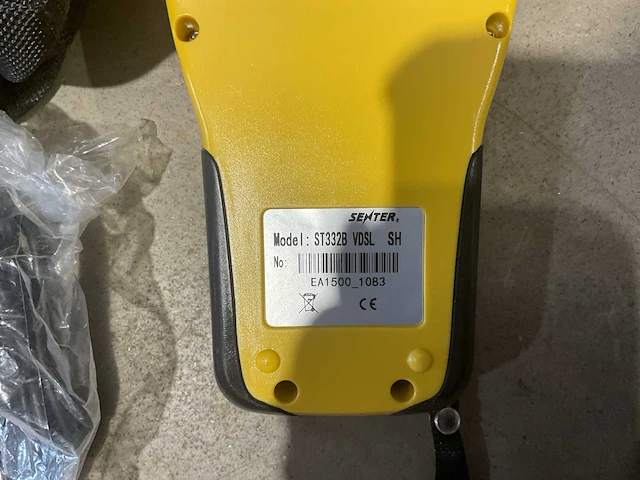 SENTER
Model: ST332B VDSL SH
No:
EA1500_1083
CE